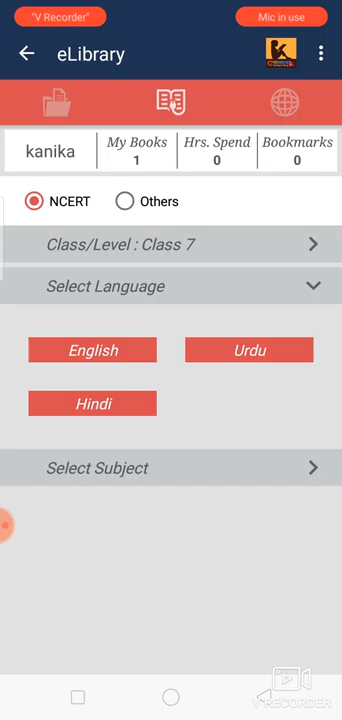 "V Recorder"
Mic in use
eLibrary
kanika
My Books
1
Hrs. Spend
0
Bookmarks
0
NCERT
Others
Class/Level : Class 7
Select Language
English
Urdu
Hindi
Select Subject
V RECORDER